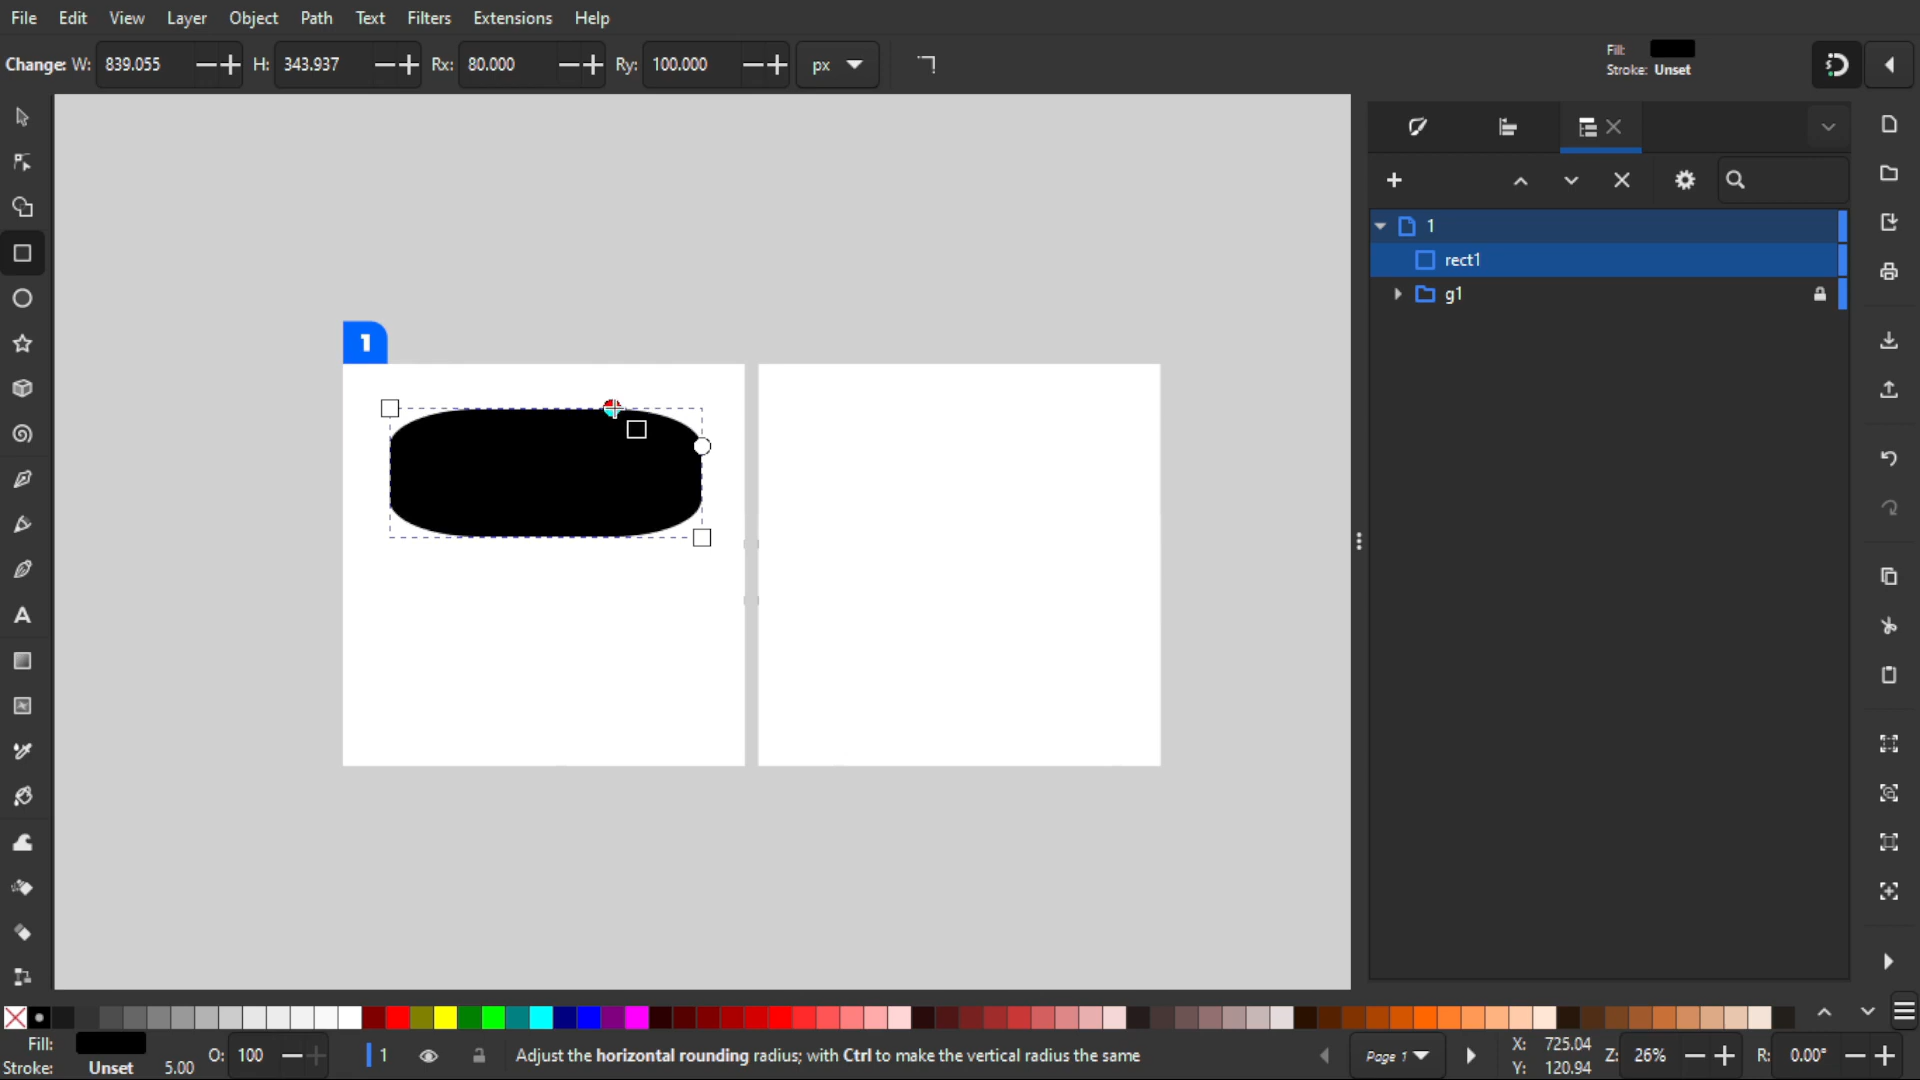 File Edit View Layer Object Path Text Filters Extensions Help
Change: W: 839.055 H: 343.937 Rx: 80.000 Ry: 100.000 px
Fill:
Stroke: Unset
1
rect1
g1
1
Fill:
Stroke: Unset 5.00
O: 100
1
Adjust the horizontal rounding radius; with Ctrl to make the vertical radius the same
Page 1
X: 725.04
Y: 120.94
Z: 26%
R: 0.00°